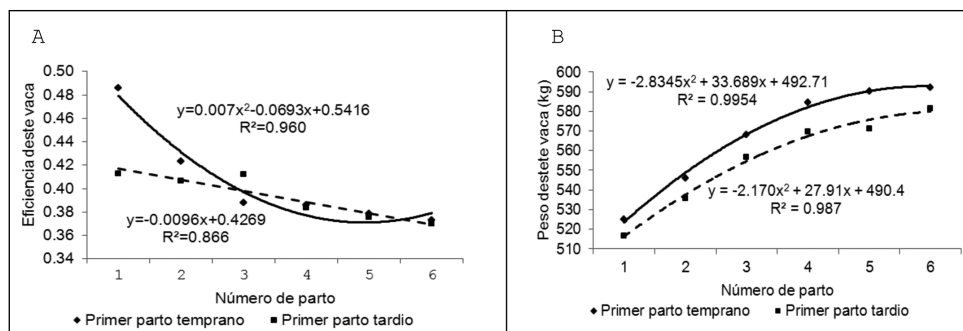 A
Eficiencia deste vaca
0.50
0.48
0.46
0.44
0.42
0.40
0.38
0.36
0.34
y=0.007x²-0.0693x+0.5416
R²=0.960
y=-0.0096x+0.4269
R²=0.866
1 2 3 4 5 6
Número de parto
Primer parto temprano Primer parto tardio
B
Peso destete vaca (kg)
600
590
580
570
560
550
540
530
520
510
y = -2.8345x² + 33.689x + 492.71
R² = 0.9954
y = -2.170x² + 27.91x + 490.4
R² = 0.987
1 2 3 4 5 6
Número de parto
Primer parto temprano Primer parto tardio